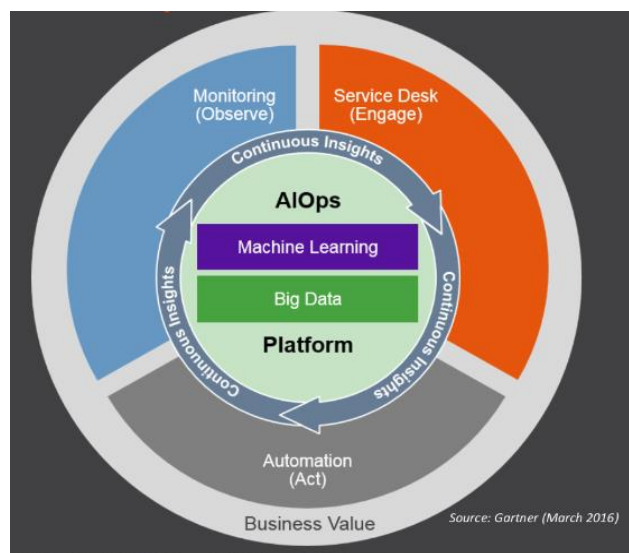 Monitoring
(Observe)
Service Desk
(Engage)
Continuous Insights
AIOps
Machine Learning
Big Data
Platform
Continuous Insights
Continuous Insights
Automation
(Act)
Business Value
Source: Gartner (March 2016)